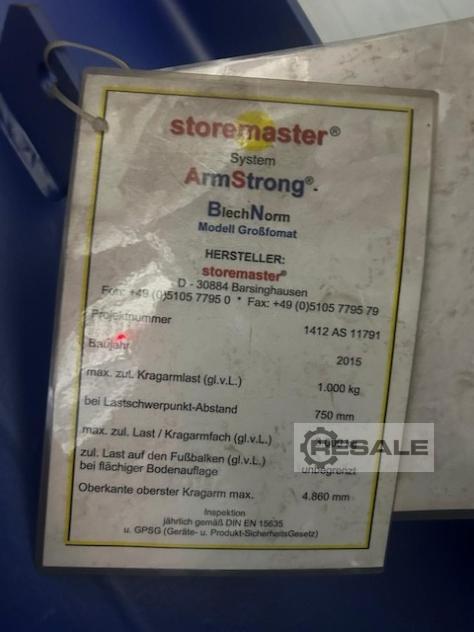 storemaster®
System
ArmStrong®-
BlechNorm
Modell Großfomat
HERSTELLER:
storemaster®
D - 30884 Barsinghausen
Fon: +49 (0)5105 7795 0 * Fax: +49 (0)5105 7795 79
Projektnummer 1412 AS 11791
Baujahr 2015
max. zul. Kragarmlast (gl.v.L.) 1.000 kg
bei Lastschwerpunkt-Abstand 750 mm
max. zul. Last / Kragarmfach (gl.v.L.)
RESALE
zul. Last auf den Fußbalken (gl.v.L.)
bei flächiger Bodenauflage unbegrenzt
Oberkante oberster Kragarm max. 4.860 mm
Inspektion
jährlich gemäß DIN EN 15635
u. GPSG (Geräte- u. Produkt-SicherheitsGesetz)